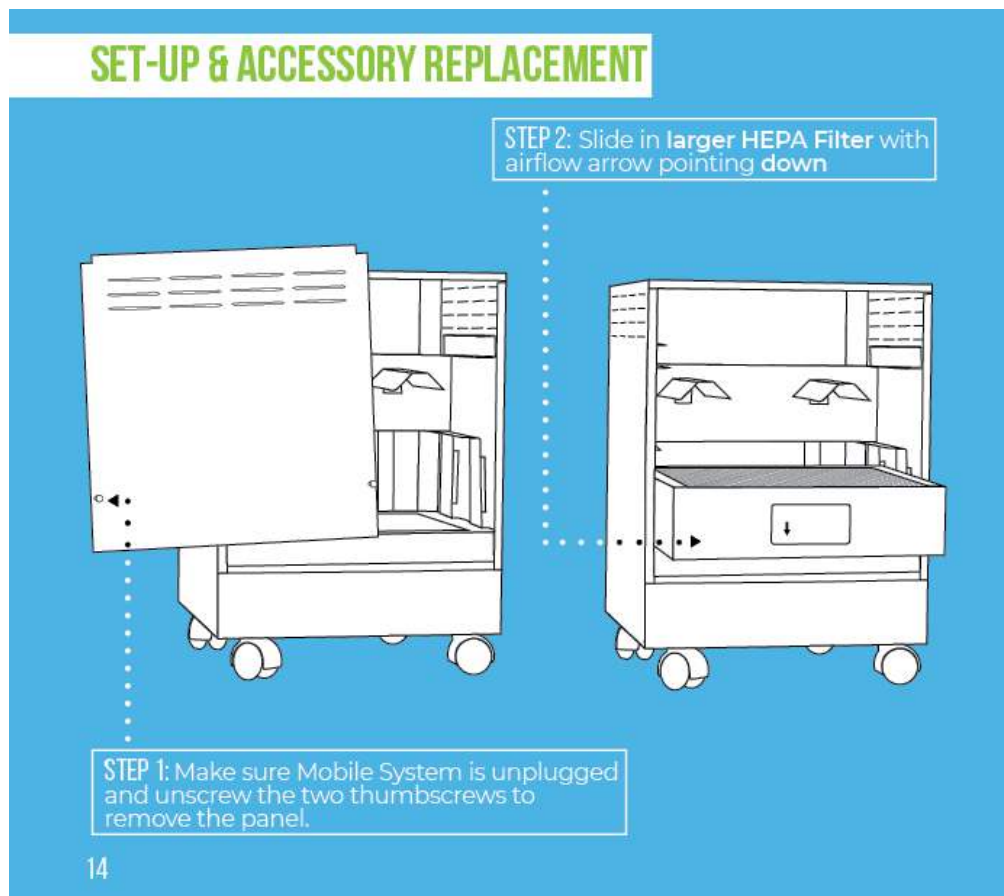 SET-UP & ACCESSORY REPLACEMENT
STEP 2: Slide in larger HEPA Filter with
airflow arrow pointing down
STEP 1: Make sure Mobile System is unplugged
and unscrew the two thumbscrews to
remove the panel.
14